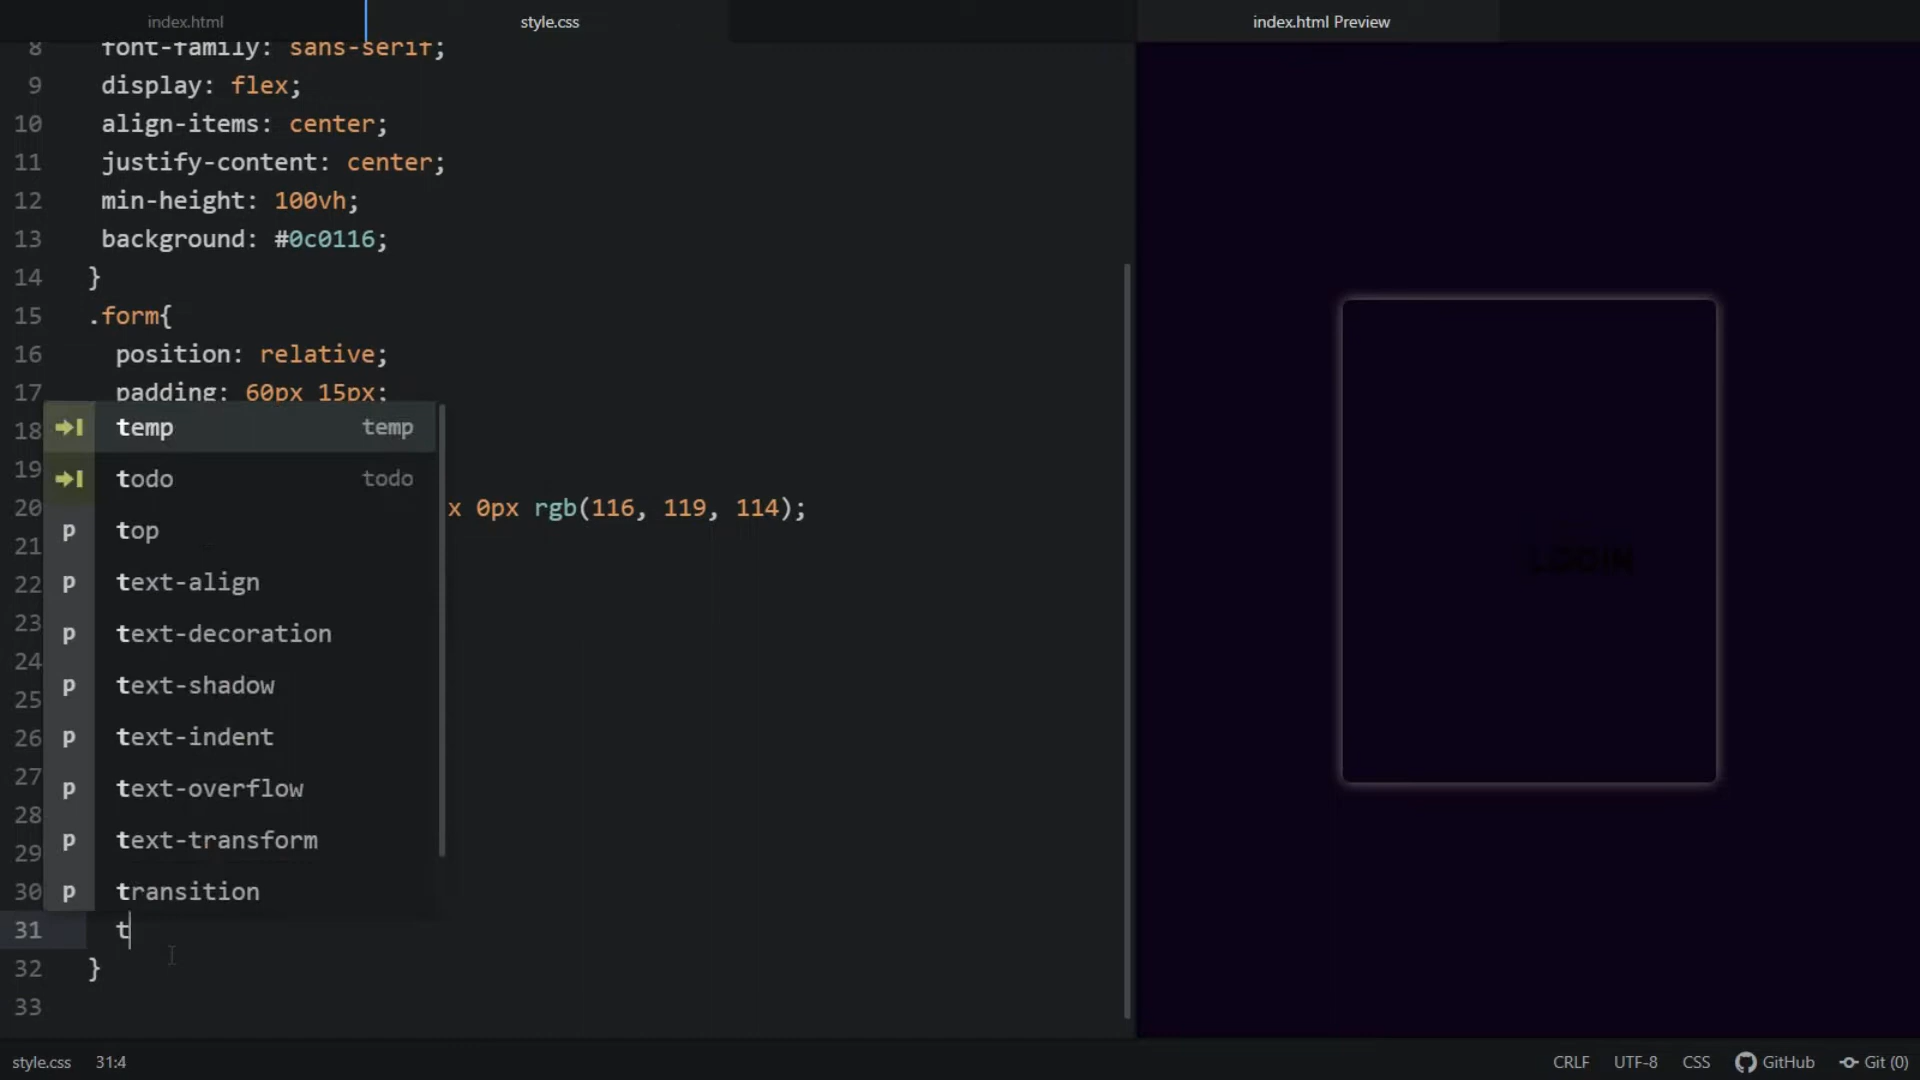 index.html
style.css
index.html Preview
8 font-family: sans-serif;
9 display: flex;
10 align-items: center;
11 justify-content: center;
12 min-height: 100vh;
13 background: #0c0116;
14 }
15 .form{
16 position: relative;
17 padding: 60px 15px;
18 temp temp
19 todo todo
20 x 0px rgb(116, 119, 114);
21 p top
22 p text-align
23 p text-decoration
24
25 p text-shadow
26 p text-indent
27 p text-overflow
28
29 p text-transform
30 p transition
31 t
32 }
33
LOGIN
style.css 31:4
CRLF UTF-8 CSS GitHub Git (0)